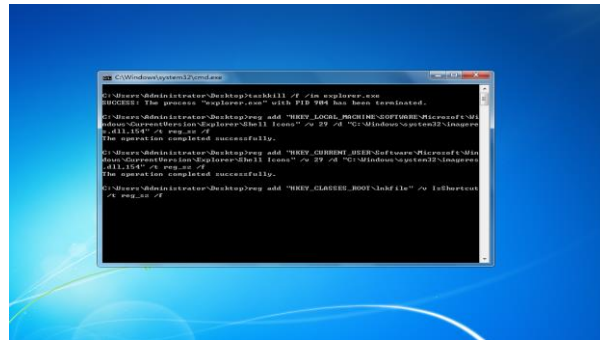 C:\Windows\system32\cmd.exe
C:\Users\Administrator\Desktop>taskkill /f /im explorer.exe
SUCCESS: The process "explorer.exe" with PID 904 has been terminated.
C:\Users\Administrator\Desktop>reg add "HKEY_LOCAL_MACHINE\SOFTWARE\Microsoft\Wi
ndows\CurrentVersion\Explorer\Shell Icons" /v 29 /d "C:\Windows\system32\imageres
.dll,154" /t reg_sz /f
The operation completed successfully.
C:\Users\Administrator\Desktop>reg add "HKEY_CURRENT_USER\Software\Microsoft\Win
dows\CurrentVersion\Explorer\Shell Icons" /v 29 /d "C:\Windows\system32\imageres
.dll,154" /t reg_sz /f
The operation completed successfully.
C:\Users\Administrator\Desktop>reg add "HKEY_CLASSES_ROOT\lnkfile" /v IsShortcut
/t reg_sz /f